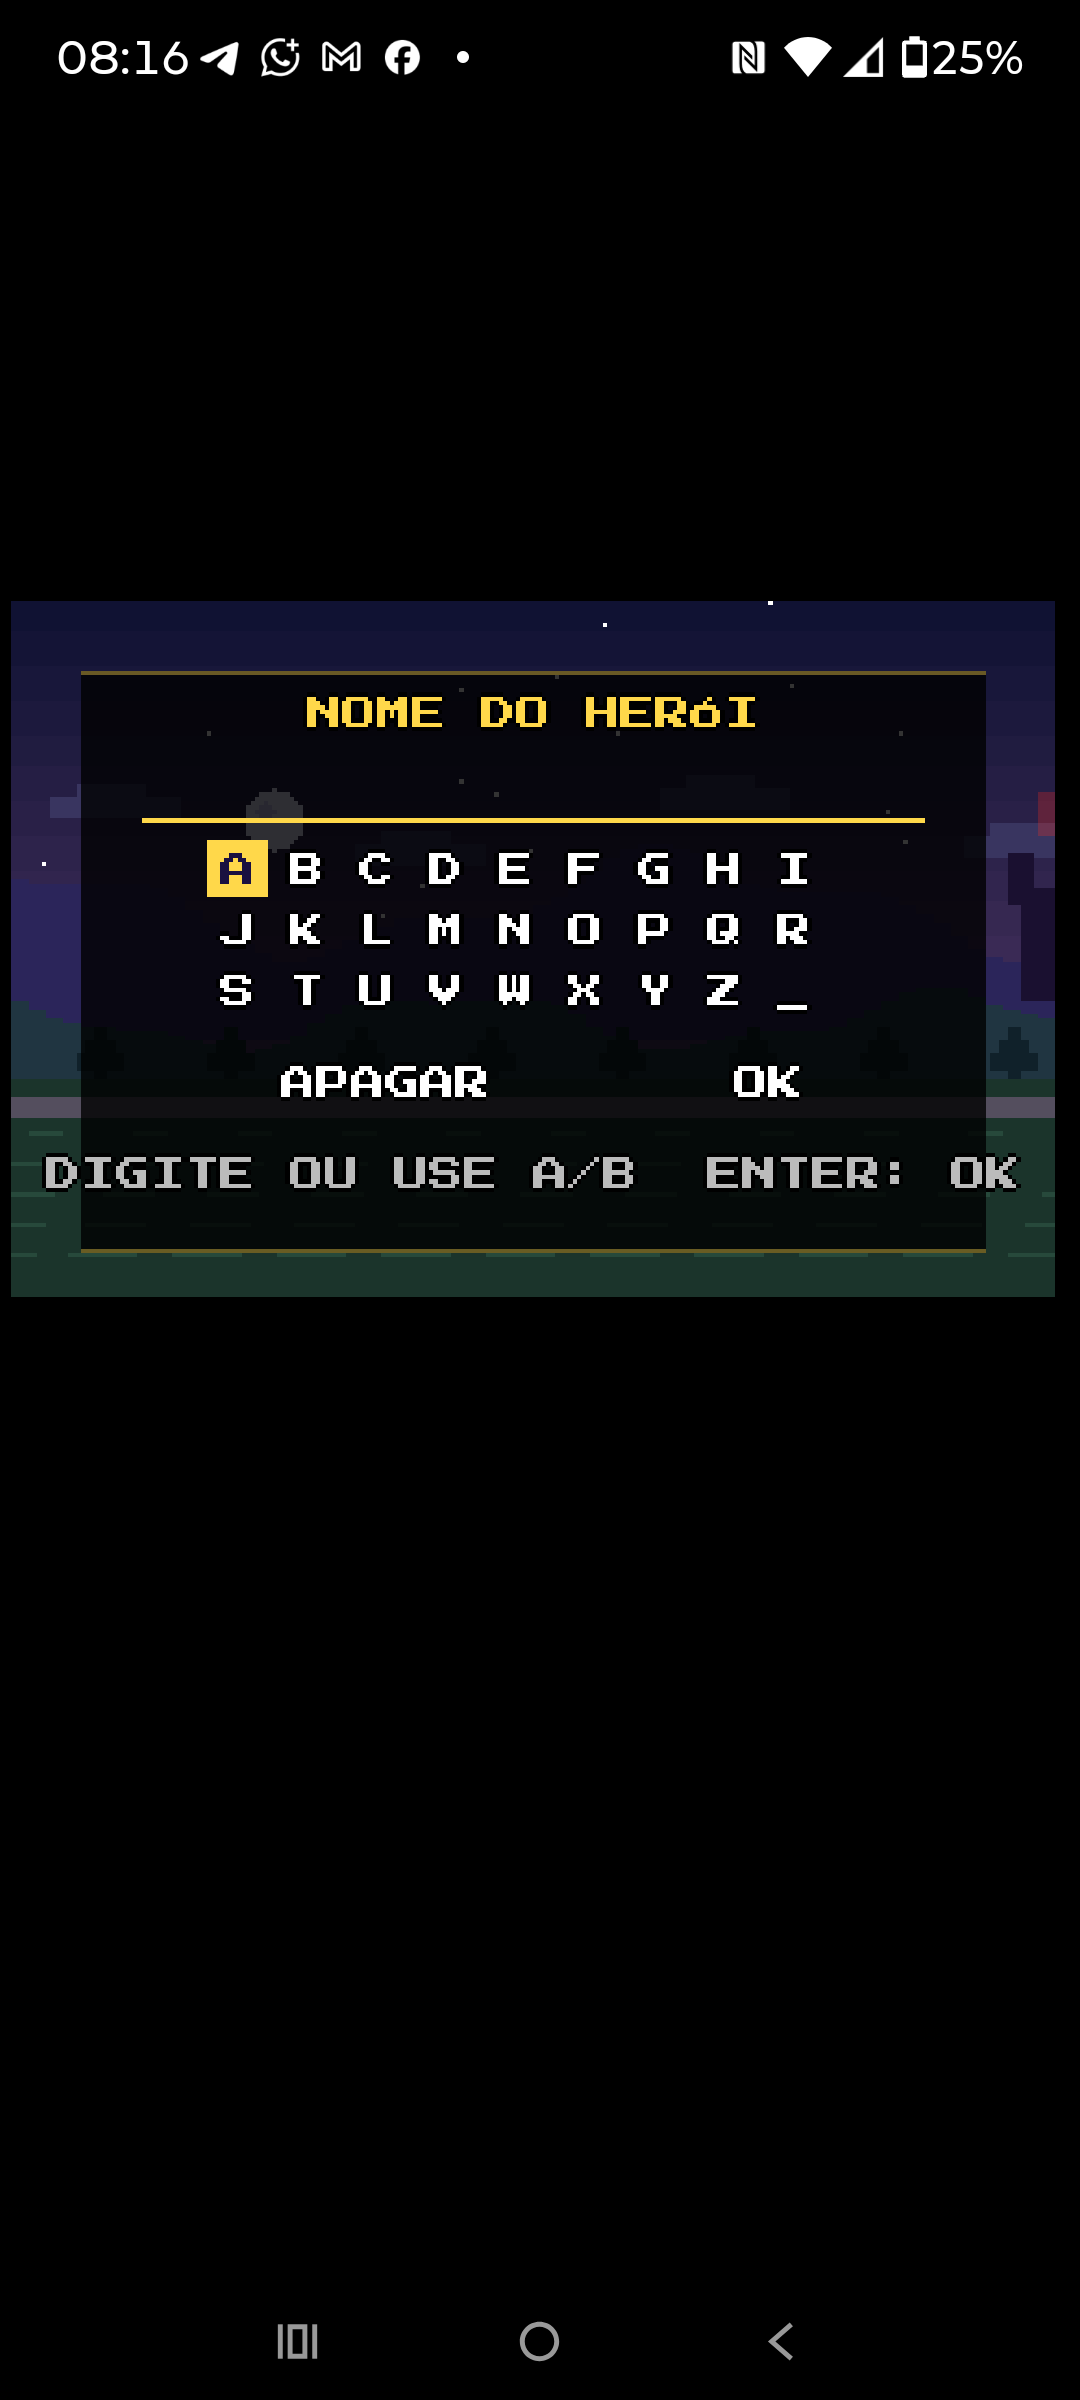 08:16 25%
NOME DO HERóI
A B C D E F G H I
J K L M N O P Q R
S T U V W X Y Z _
APAGAR OK
DIGITE OU USE A/B ENTER: OK